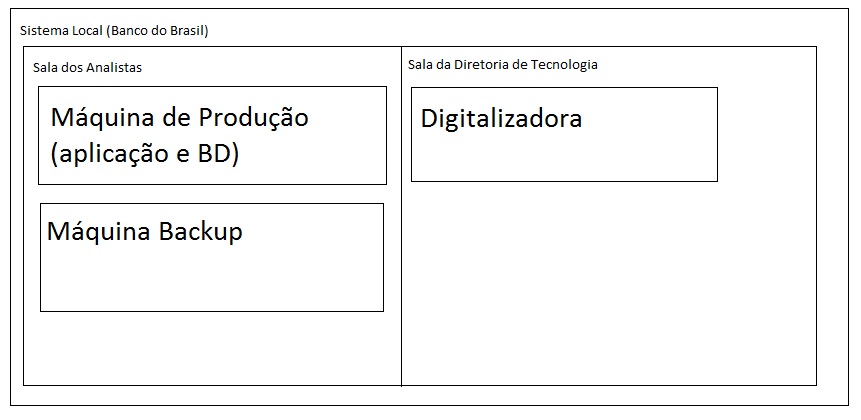 Sistema Local (Banco do Brasil)
Sala dos Analistas
Máquina de Produção
(aplicação e BD)
Máquina Backup
Sala da Diretoria de Tecnologia
Digitalizadora